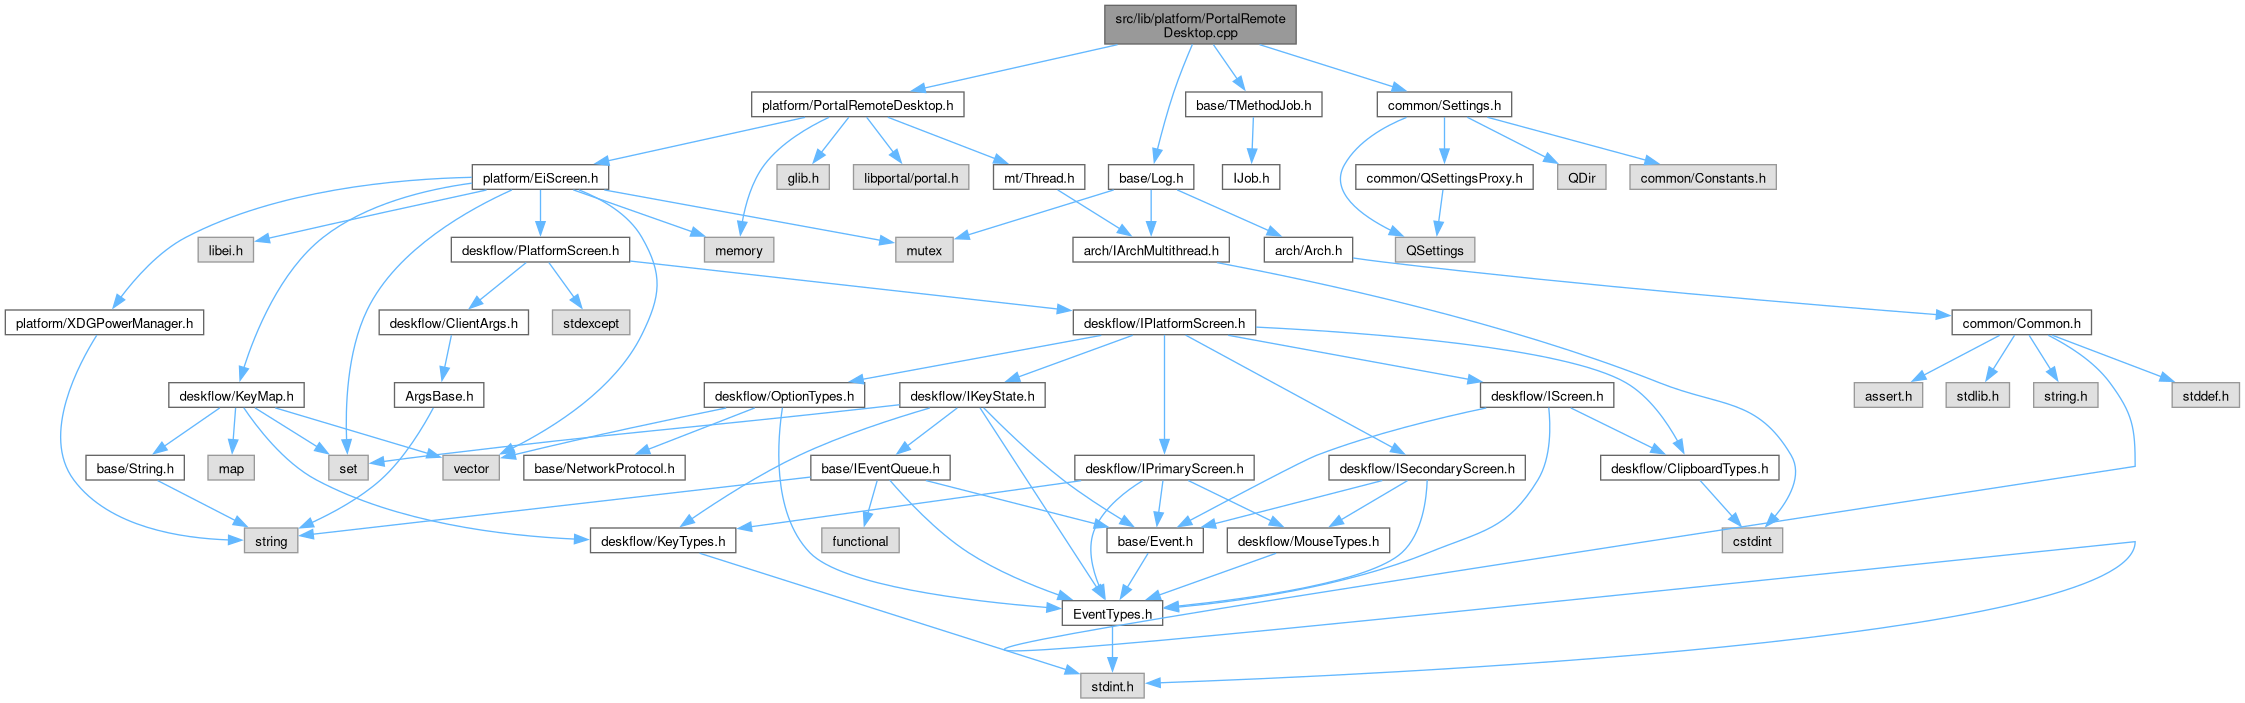 src/lib/platform/PortalRemote
Desktop.cpp
platform/PortalRemoteDesktop.h
base/TMethodJob.h
common/Settings.h
platform/EiScreen.h
glib.h
libportal/portal.h
mt/Thread.h
base/Log.h
IJob.h
common/QSettingsProxy.h
QDir
common/Constants.h
libei.h
deskflow/PlatformScreen.h
memory
mutex
arch/IArchMultithread.h
arch/Arch.h
QSettings
platform/XDGPowerManager.h
deskflow/ClientArgs.h
stdexcept
deskflow/IPlatformScreen.h
common/Common.h
deskflow/KeyMap.h
ArgsBase.h
deskflow/OptionTypes.h
deskflow/IKeyState.h
deskflow/IScreen.h
assert.h
stdlib.h
string.h
stddef.h
base/String.h
map
set
vector
base/NetworkProtocol.h
base/IEventQueue.h
deskflow/IPrimaryScreen.h
deskflow/ISecondaryScreen.h
deskflow/ClipboardTypes.h
string
deskflow/KeyTypes.h
functional
base/Event.h
deskflow/MouseTypes.h
cstdint
EventTypes.h
stdint.h